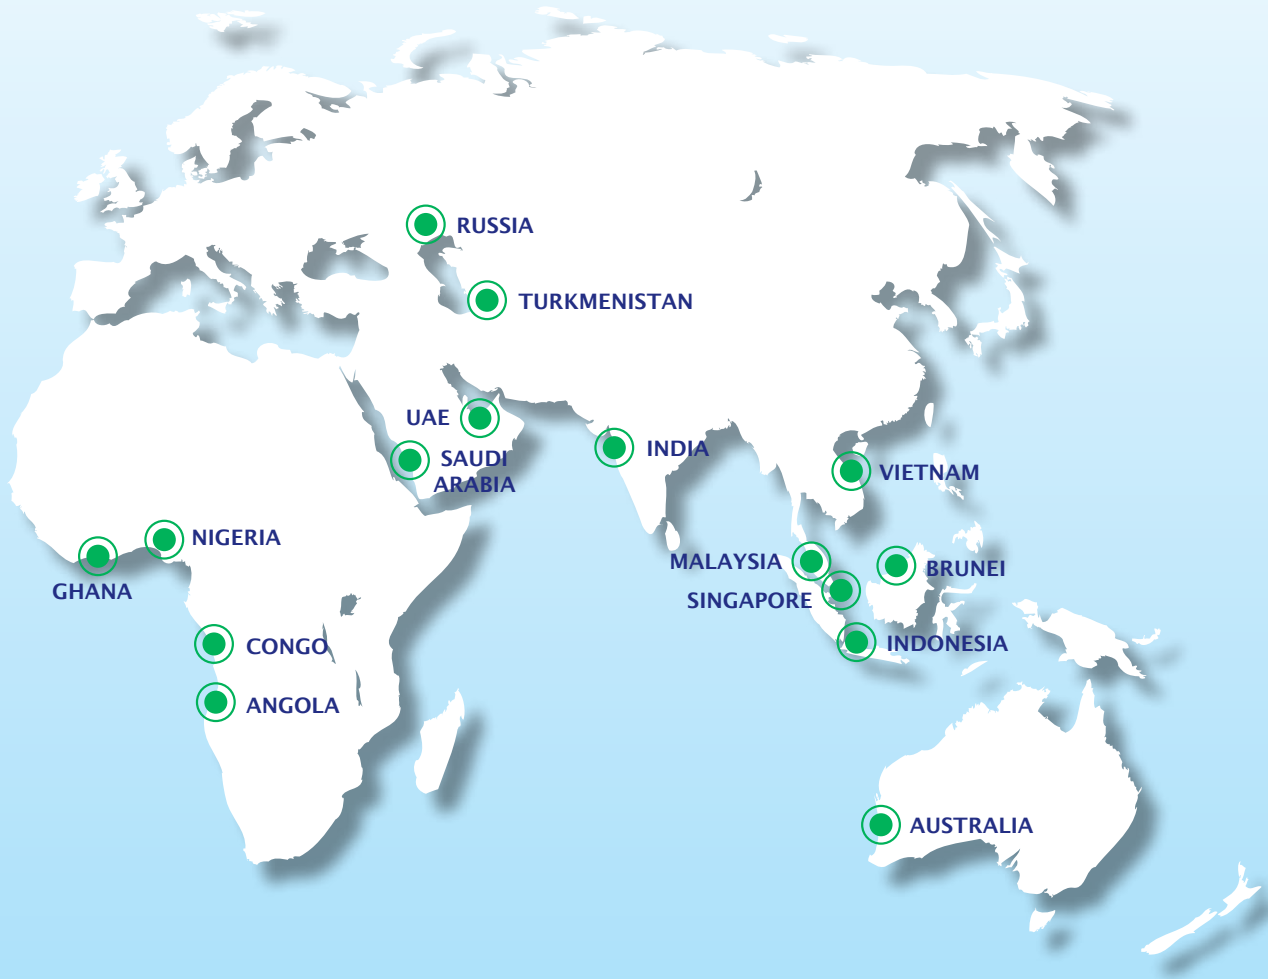 RUSSIA
TURKMENISTAN
UAE
SAUDI
ARABIA
INDIA
VIETNAM
NIGERIA
GHANA
MALAYSIA
BRUNEI
SINGAPORE
INDONESIA
CONGO
ANGOLA
AUSTRALIA